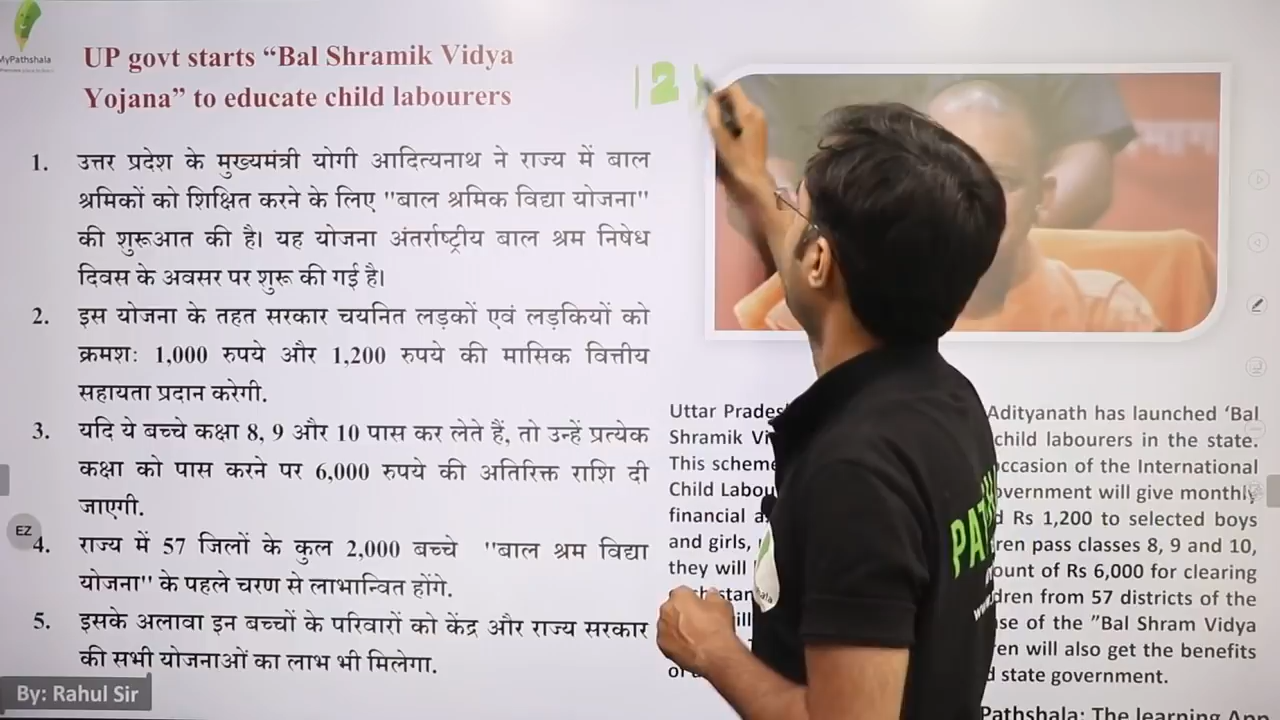 MyPathshala
UP govt starts “Bal Shramik Vidya
Yojana” to educate child labourers
12
1. उत्तर प्रदेश के मुख्यमंत्री योगी आदित्यनाथ ने राज्य में बाल
श्रमिकों को शिक्षित करने के लिए "बाल श्रमिक विद्या योजना"
की शुरूआत की है। यह योजना अंतर्राष्ट्रीय बाल श्रम निषेध
दिवस के अवसर पर शुरू की गई है।
2. इस योजना के तहत सरकार चयनित लड़कों एवं लड़कियों को
क्रमशः 1,000 रुपये और 1,200 रुपये की मासिक वित्तीय
सहायता प्रदान करेगी.
3. यदि ये बच्चे कक्षा 8, 9 और 10 पास कर लेते हैं, तो उन्हें प्रत्येक
कक्षा को पास करने पर 6,000 रुपये की अतिरिक्त राशि दी
जाएगी.
EZ
4. राज्य में 57 जिलों के कुल 2,000 बच्चे "बाल श्रम विद्या
योजना" के पहले चरण से लाभान्वित होंगे.
5. इसके अलावा इन बच्चों के परिवारों को केंद्र और राज्य सरकार
की सभी योजनाओं का लाभ भी मिलेगा.
By: Rahul Sir
Uttar Prades Adityanath has launched ‘Bal
Shramik Vi child labourers in the state.
This scheme occasion of the International
Child Labou overnment will give monthly
financial a Rs 1,200 to selected boys
and girls, ren pass classes 8, 9 and 10,
they will ount of Rs 6,000 for clearing
dren from 57 districts of the
se of the ”Bal Shram Vidya
en will also get the benefits
state government.
Pathshala: The learning App
PATH